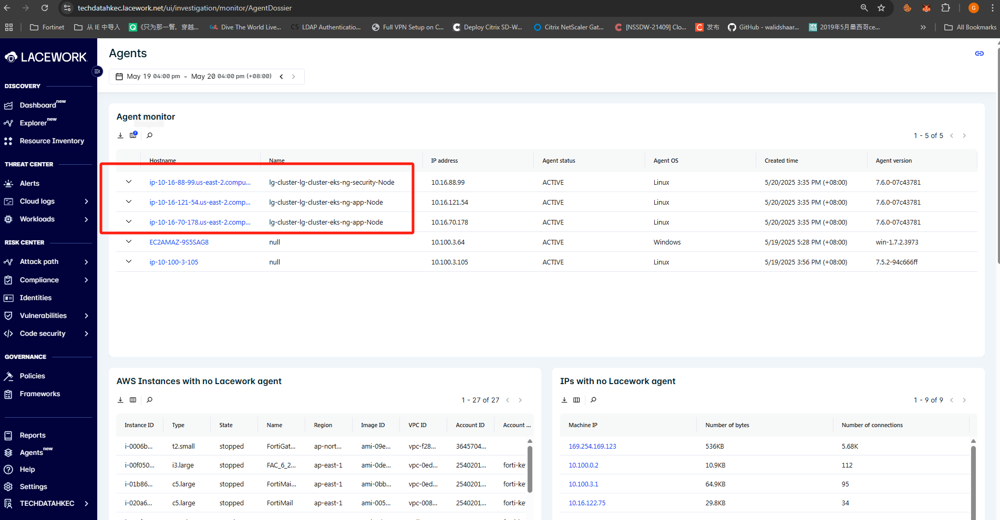 techdatahkec.lacework.net/ui/investigation/monitor/AgentDossier
G
Fortinet
从 IE 中导入
《只为那一瞥，穿越...
Dive The World Live...
CS LDAP Authenticatio...
Full VPN Setup on C...
Deploy Citrix SD-W...
Citrix NetScaler Gat...
[NSSDW-21409] Clo...
C 发布
GitHub - walidshaar...
2019年5月墨西哥ce...
»
All Bookmarks
LACEWORK
DISCOVERY
Dashboard new
Explorer new
Resource Inventory
THREAT CENTER
Alerts
Cloud logs
Workloads
RISK CENTER
Attack path
Compliance
Identities
Vulnerabilities
Code security
GOVERNANCE
Policies
Frameworks
Reports
Agents new
Help
Settings
TECHDATAHKEC
Agents
May 19 04:00 pm - May 20 04:00 pm (+08:00)
Agent monitor
7
1 - 5 of 5
Hostname Name IP address Agent status Agent OS Created time Agent version
ip-10-16-88-99.us-east-2.compu... lg-cluster-lg-cluster-eks-ng-security-Node 10.16.88.99 ACTIVE Linux 5/20/2025 3:35 PM (+08:00) 7.6.0-07c43781
ip-10-16-121-54.us-east-2.comp... lg-cluster-lg-cluster-eks-ng-app-Node 10.16.121.54 ACTIVE Linux 5/20/2025 3:35 PM (+08:00) 7.6.0-07c43781
ip-10-16-70-178.us-east-2.comp... lg-cluster-lg-cluster-eks-ng-app-Node 10.16.70.178 ACTIVE Linux 5/20/2025 3:35 PM (+08:00) 7.6.0-07c43781
EC2AMAZ-9S5SAG8 null 10.100.3.64 ACTIVE Windows 5/19/2025 5:28 PM (+08:00) win-1.7.2.3973
ip-10-100-3-105 null 10.100.3.105 ACTIVE Linux 5/19/2025 3:56 PM (+08:00) 7.5.2-94c666ff
AWS Instances with no Lacework agent
1 - 27 of 27
Instance ID Type State Name Region Image ID VPC ID Account ID Account ...
i-0006b... t2.small stopped FortiGat... ap-nort... ami-09e... vpc-f28... 3645704...
i-00f050... i3.large stopped FAC_6_2... ap-east-1 ami-0de... vpc-0ed... 2540201... forti-ke
i-01b86... c5.large stopped FortiMai... ap-east-1 ami-0bb... vpc-0ed... 2540201... forti-ke
i-020a6... c5.large stopped FortiMail ap-east-1 ami-005... vpc-008... 2540201... forti-ke
IPs with no Lacework agent
1 - 9 of 9
Machine IP Number of bytes Number of connections
169.254.169.123 536KB 5.68K
10.100.0.2 10.9KB 112
10.100.3.1 64.9KB 95
10.16.122.75 29.8KB 34